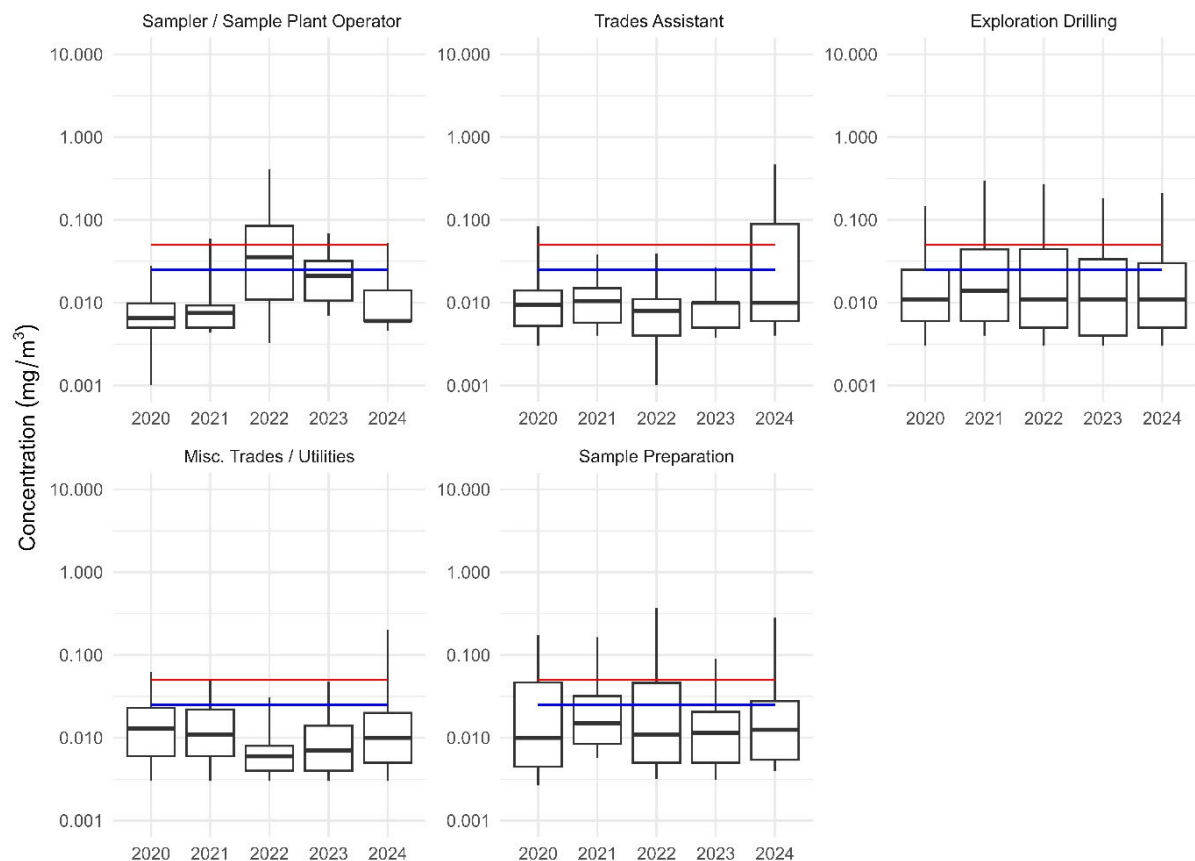 Sampler / Sample Plant Operator
Trades Assistant
Exploration Drilling
10.000
1.000
0.100
0.010
0.001
2020 2021 2022 2023 2024
10.000
1.000
0.100
0.010
0.001
2020 2021 2022 2023 2024
10.000
1.000
0.100
0.010
0.001
2020 2021 2022 2023 2024
Concentration (mg/m³)
Misc. Trades / Utilities
Sample Preparation
10.000
1.000
0.100
0.010
0.001
2020 2021 2022 2023 2024
10.000
1.000
0.100
0.010
0.001
2020 2021 2022 2023 2024